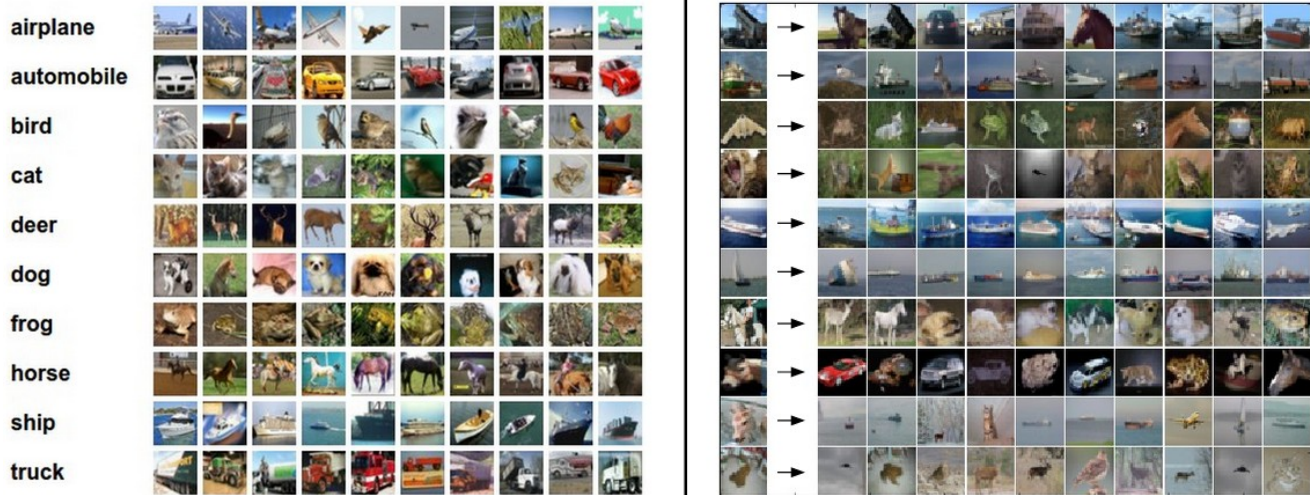 airplane
automobile
bird
cat
deer
dog
frog
horse
ship
truck